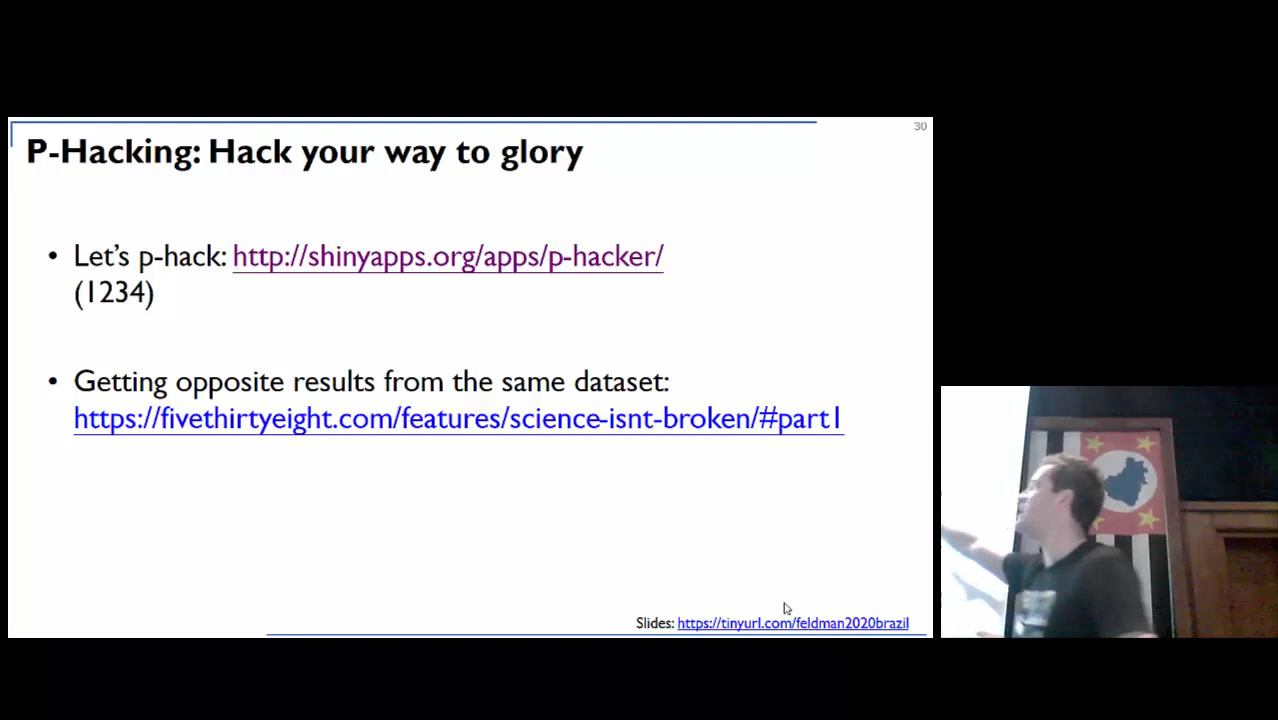 30
P-Hacking: Hack your way to glory
• Let's p-hack: http://shinyapps.org/apps/p-hacker/
(1234)
• Getting opposite results from the same dataset:
https://fivethirtyeight.com/features/science-isnt-broken/#part1
Slides: https://tinyurl.com/feldman2020brazil